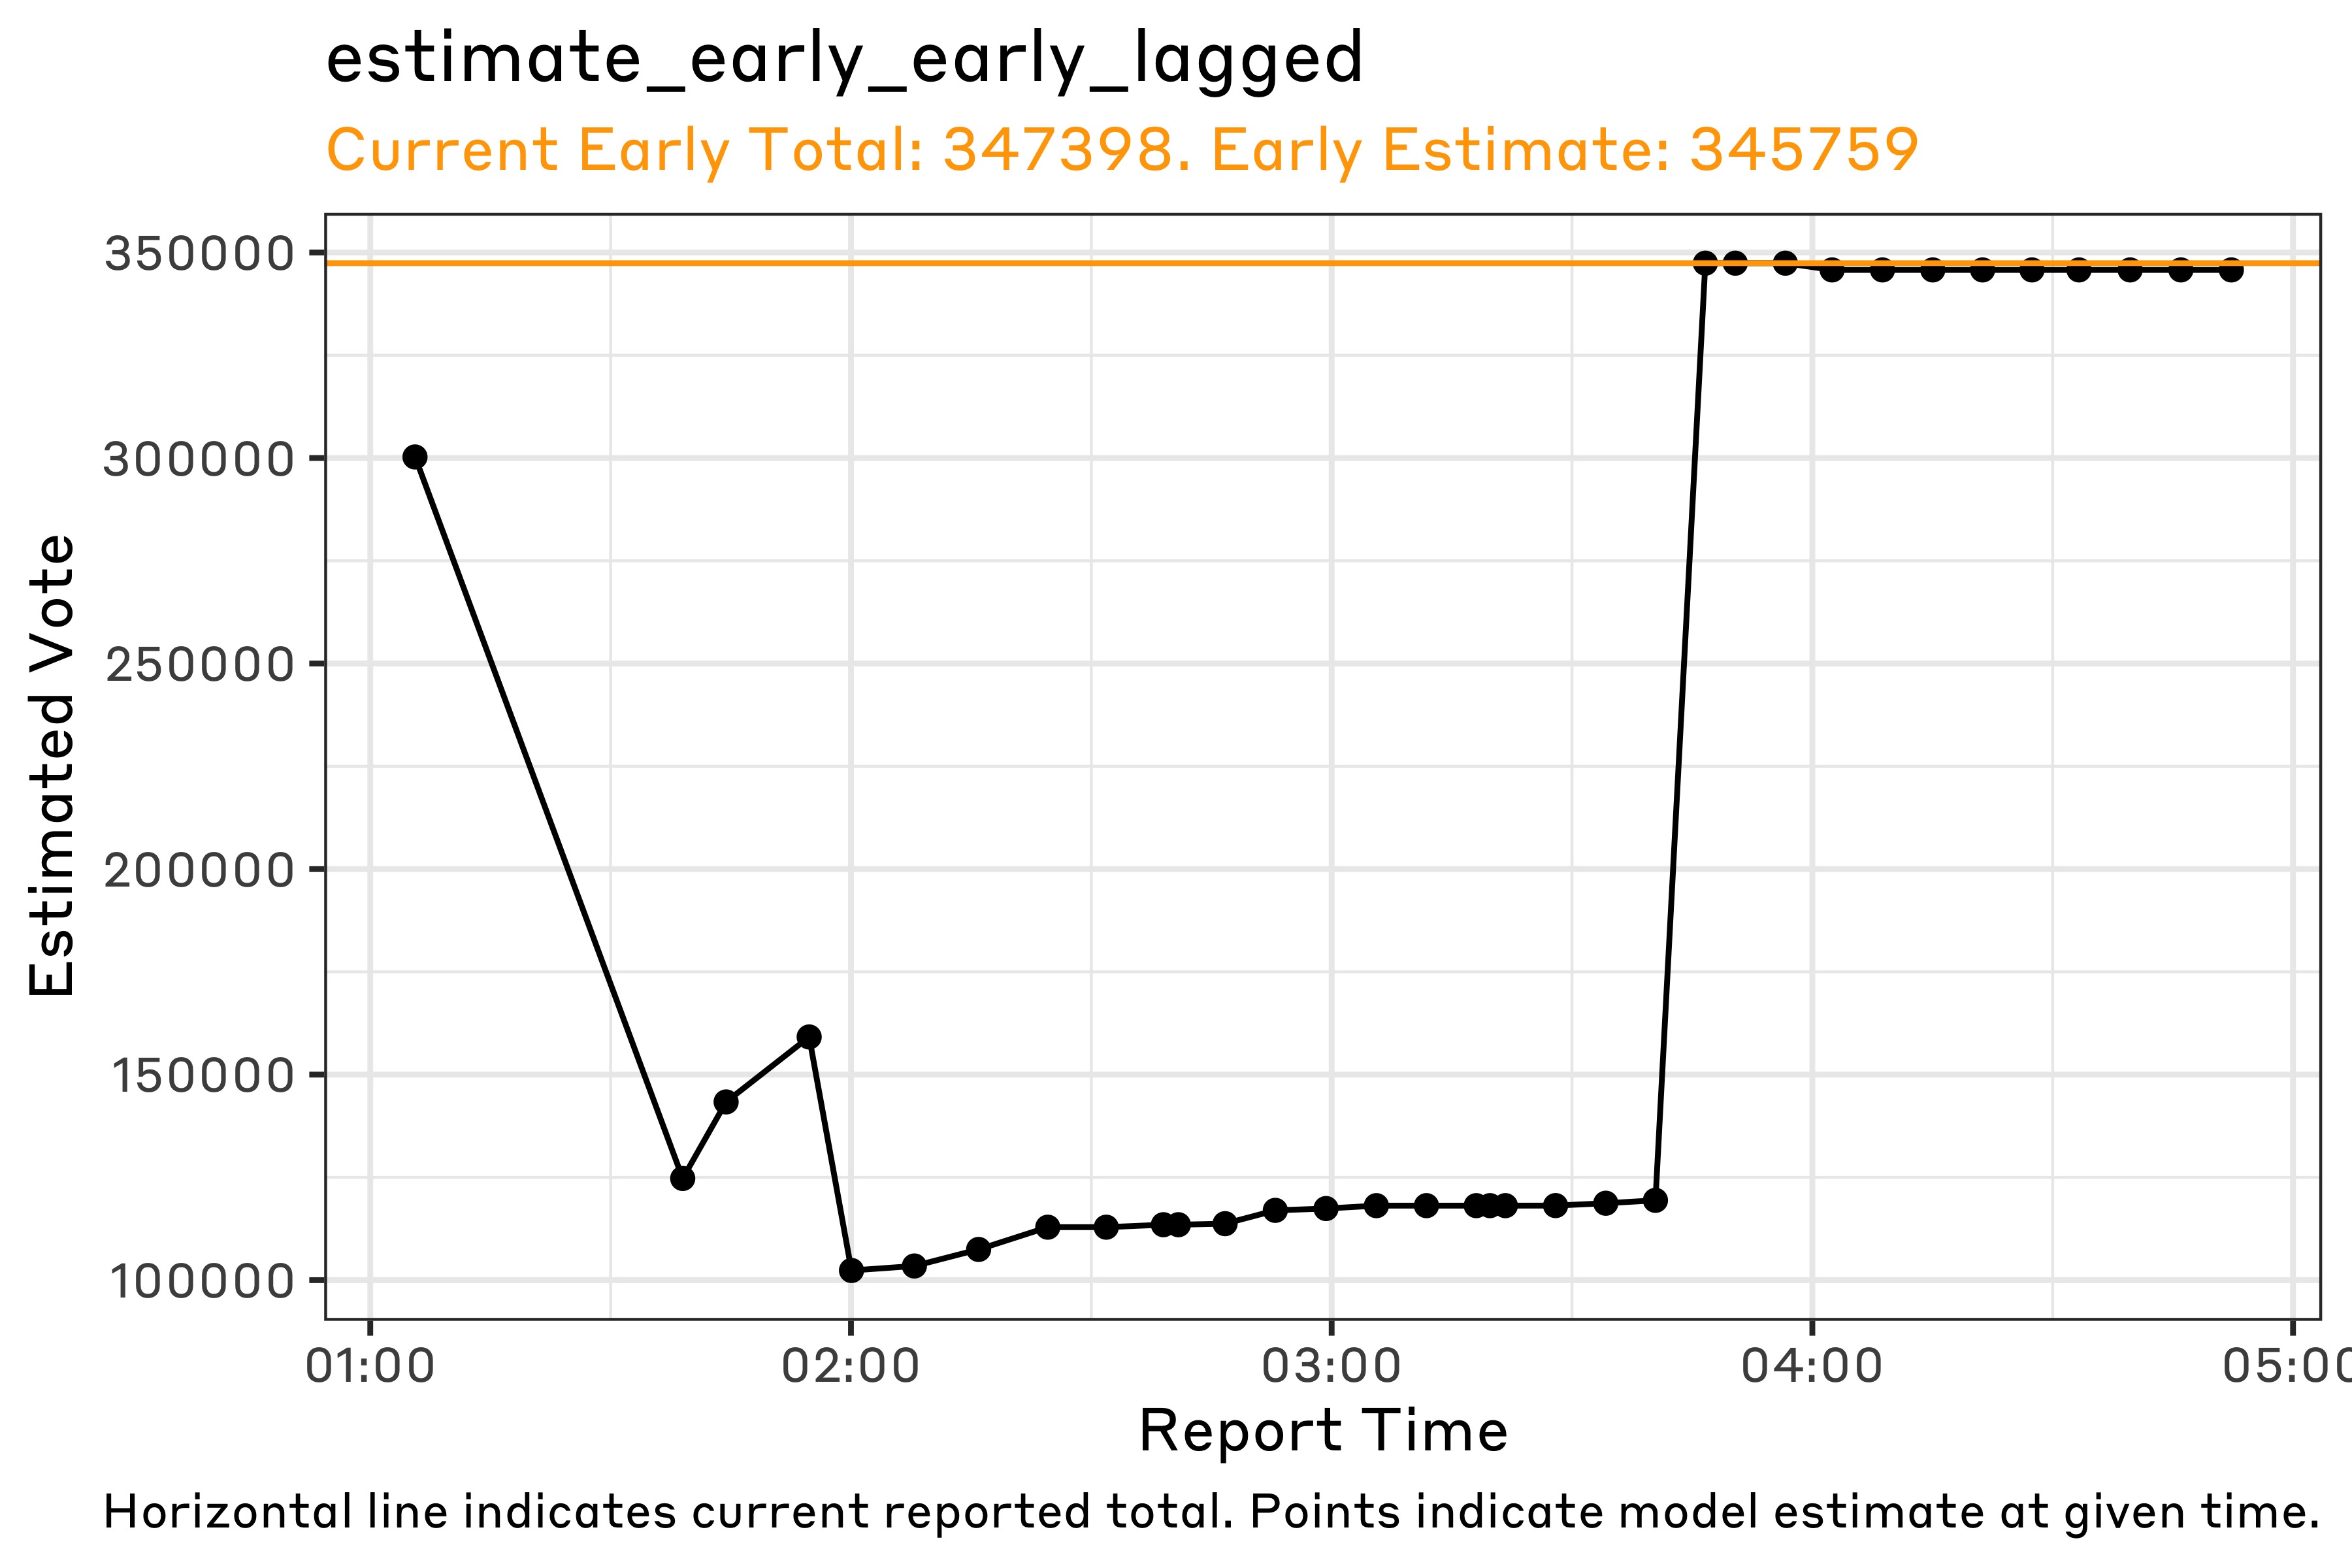 estimate_early_early_lagged
Current Early Total: 347398. Early Estimate: 345759
Estimated Vote
350000
300000
250000
200000
150000
100000
01:00 02:00 03:00 04:00 05:00
Report Time
Horizontal line indicates current reported total. Points indicate model estimate at given time.